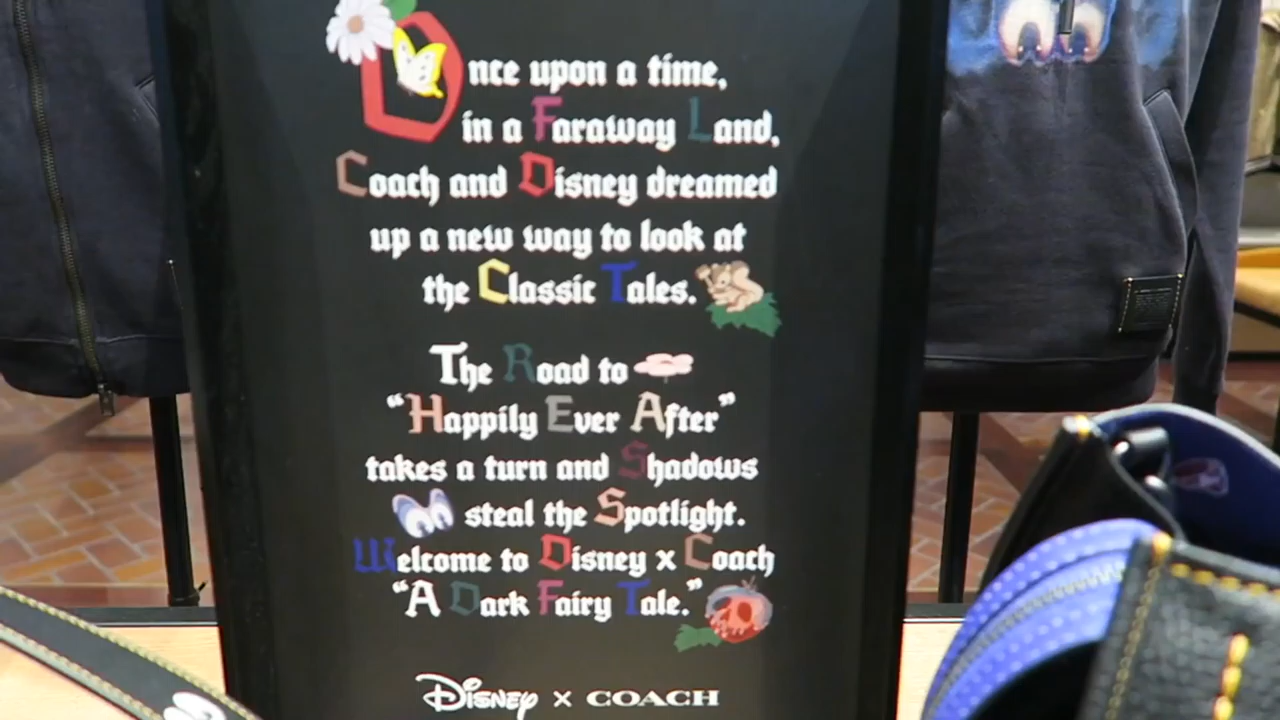 Once upon a time,
in a Faraway Land,
Coach and Disney dreamed
up a new way to look at
the Classic Tales.
The Road to
“Happily Ever After”
takes a turn and Shadows
steal the Spotlight.
Welcome to Disney x Coach
“A Dark Fairy Tale.”
Disney x COACH